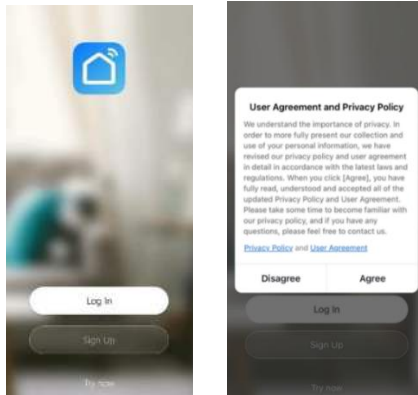 Log In
Sign Up
Try now
User Agreement and Privacy Policy
We understand the importance of privacy. In
order to more fully present our collection and
use of your personal information, we have
revised our privacy policy and user agreement
in detail in accordance with the latest laws and
regulations. When you click [Agree], you have
fully read, understood and accepted all of the
updated Privacy Policy and User Agreement.
Please take some time to become familiar with
our privacy policy, and if you have any
questions, please feel free to contact us.
Privacy Policy and User Agreement
Disagree Agree
Log In
Sign Up
Try now